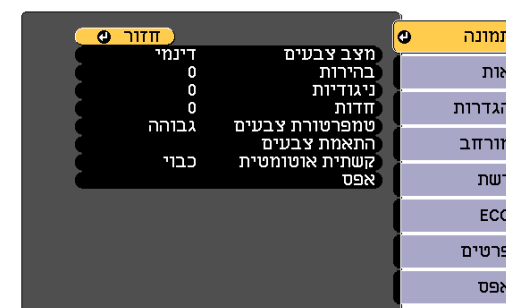 חזור
מצב צבעים דינמי
בהירות 0
ניגודיות 0
חדות 0
טמפרטורת צבעים גבוהה
התאמת צבעים
קשתית אוטומטית כבוי
אפס
תמונה
אות
הגדרות
מורחב
רשת
ECO
פרטים
אפס